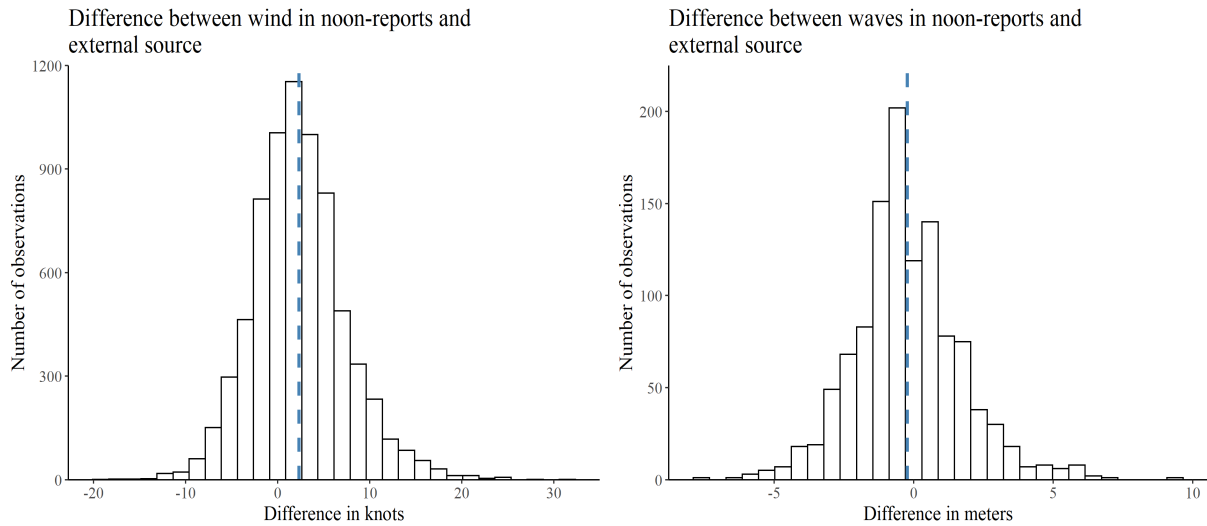 Difference between wind in noon-reports and
external source
1200
900
600
300
0
Number of observations
-20
-10
0
10
20
30
Difference in knots
Difference between waves in noon-reports and
external source
200
150
100
50
0
Number of observations
-5
0
5
10
Difference in meters